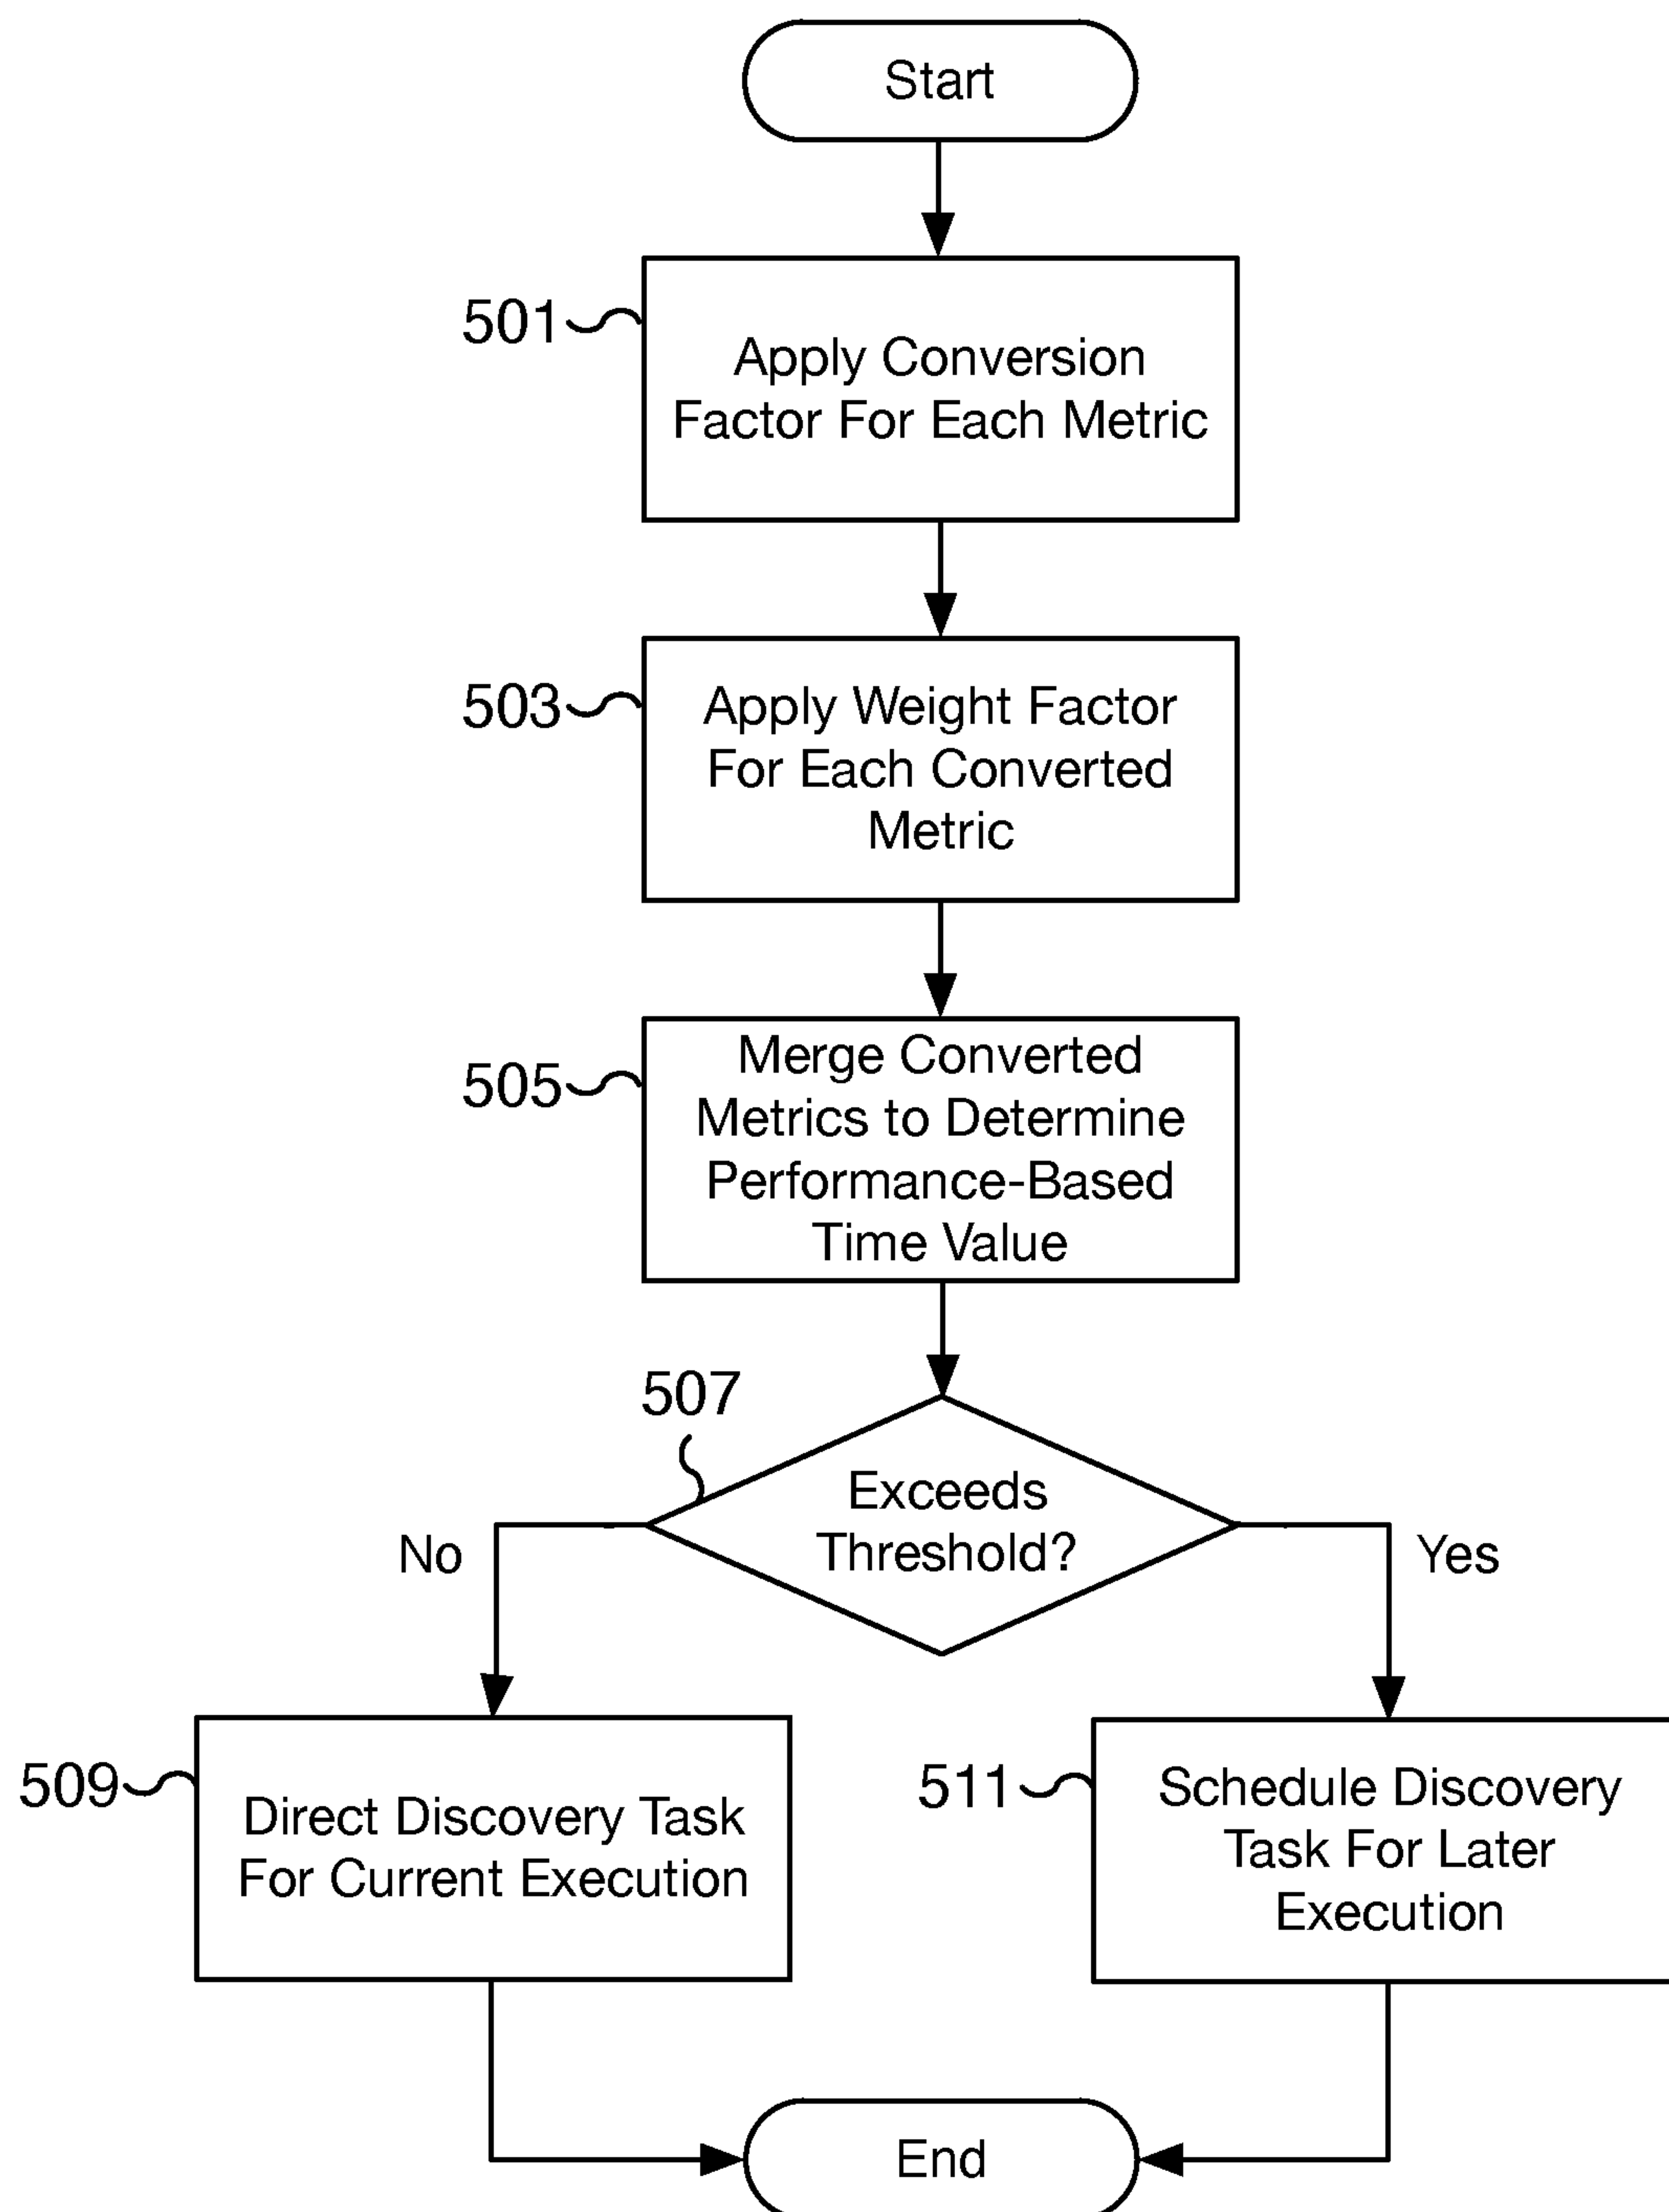 Start
501
Apply Conversion
Factor For Each Metric
503
Apply Weight Factor
For Each Converted
Metric
505
Merge Converted
Metrics to Determine
Performance-Based
Time Value
507
Exceeds
Threshold?
No
Yes
509
Direct Discovery Task
For Current Execution
511
Schedule Discovery
Task For Later
Execution
End